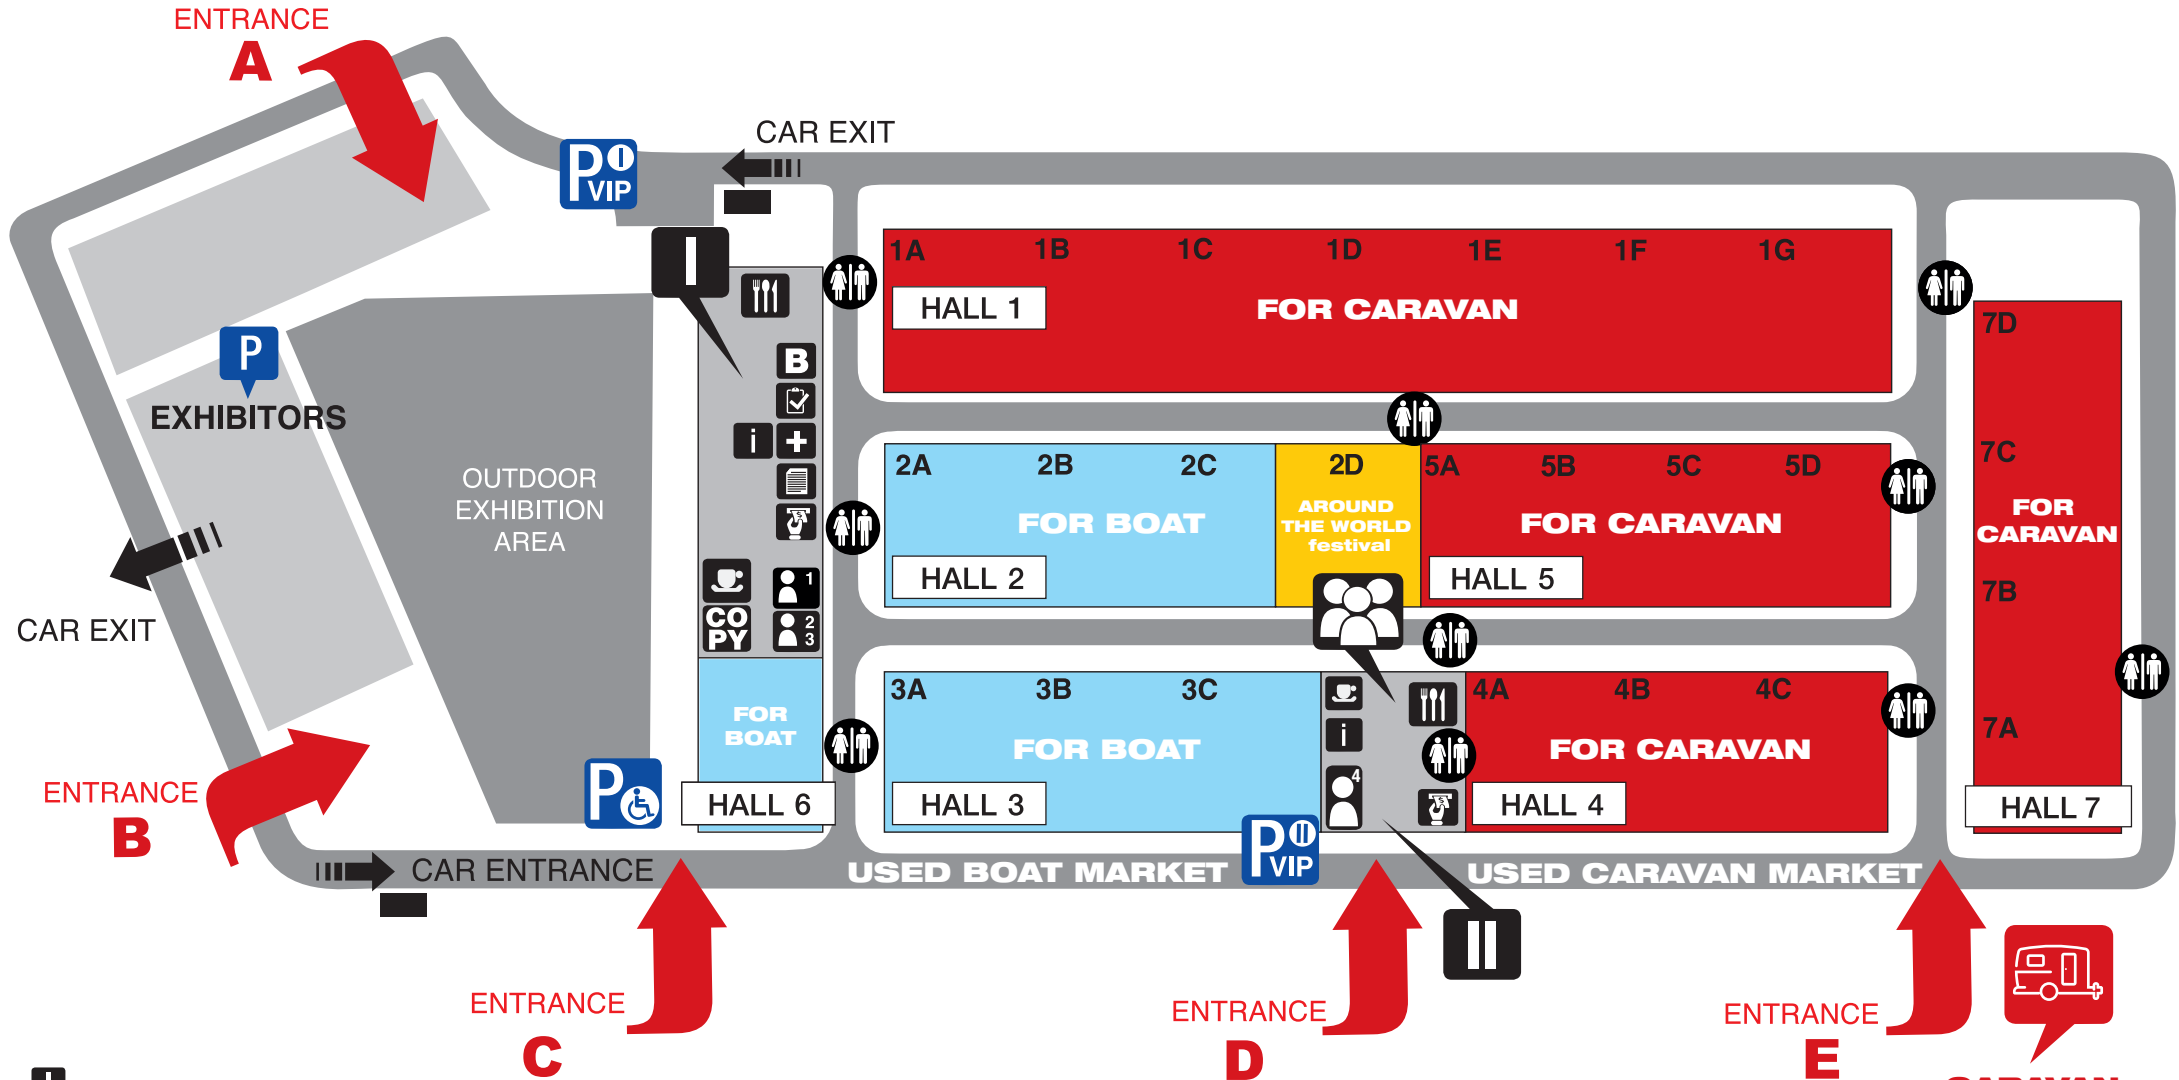 ENTRANCE
A
CAR EXIT
P I
VIP
I
1A 1B 1C 1D 1E 1F 1G
HALL 1
FOR CARAVAN
7D
7C
FOR
CARAVAN
7B
7A
HALL 7
P
EXHIBITORS
B
i
OUTDOOR
EXHIBITION
AREA
2A 2B 2C
FOR BOAT
HALL 2
2D
AROUND
THE WORLD
festival
5A 5B 5C 5D
FOR CARAVAN
HALL 5
1
CO
PY
2
3
CAR EXIT
FOR
BOAT
HALL 6
3A 3B 3C
FOR BOAT
HALL 3
i
4
4A 4B 4C
FOR CARAVAN
HALL 4
P
ENTRANCE
B
CAR ENTRANCE
USED BOAT MARKET
P II
VIP
USED CARAVAN MARKET
II
ENTRANCE
C
ENTRANCE
D
ENTRANCE
E
CARAVAN
I